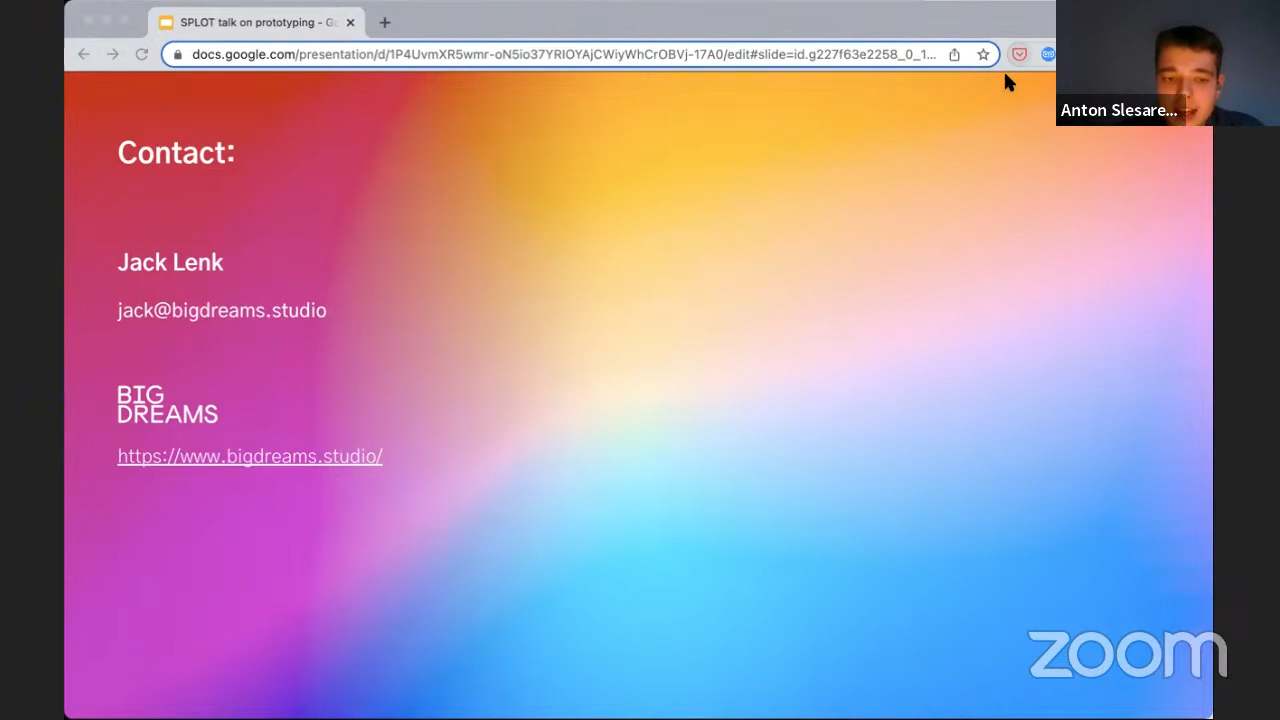 SPLOT talk on prototyping - G
docs.google.com/presentation/d/1P4UvmXR5wmr-oN5io37YRIOYAjCWiyWhCrOBVj-17A0/edit#slide=id.g227f63e2258_0_1...
Anton Slesare...
Contact:
Jack Lenk
jack@bigdreams.studio
BIG
DREAMS
https://www.bigdreams.studio/
zoom